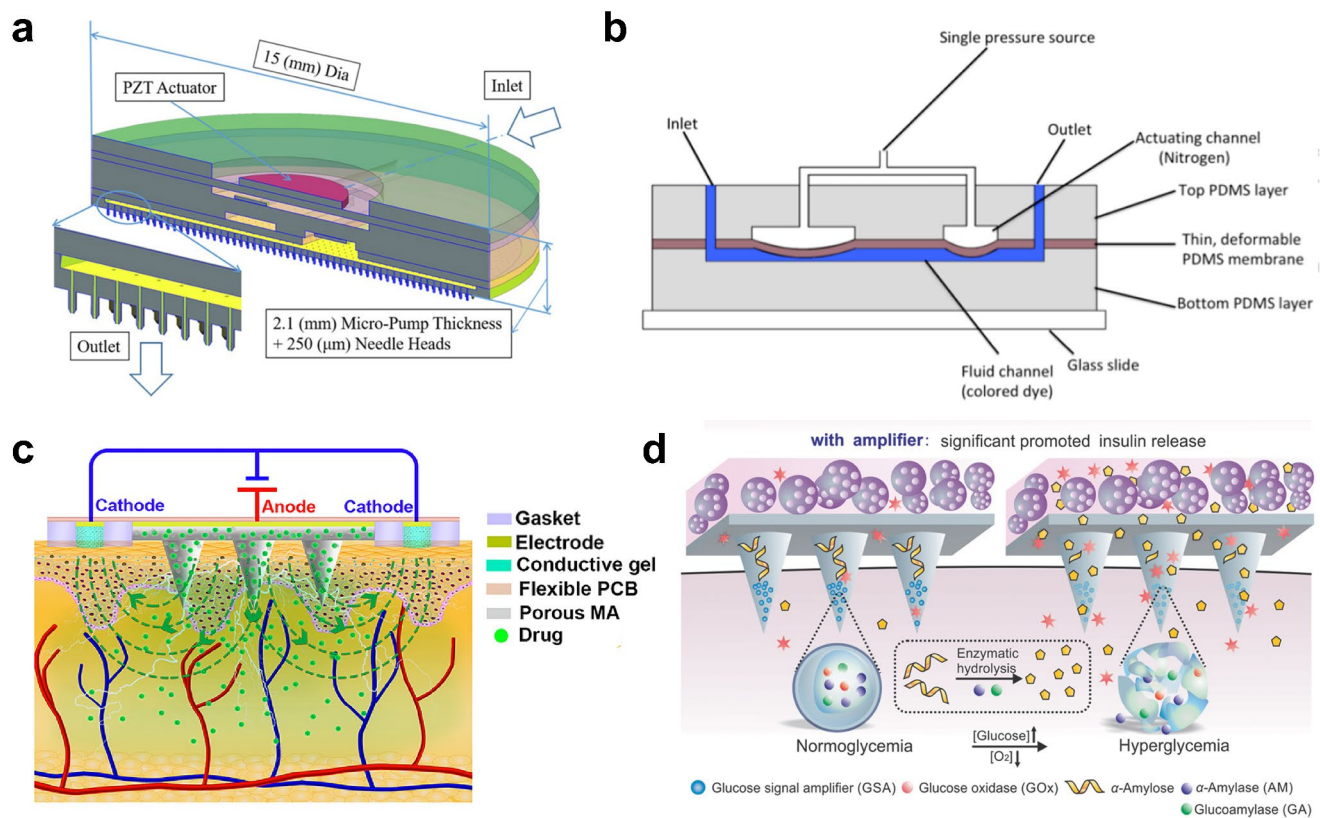 a
15 (mm) Dia
PZT Actuator
Inlet
2.1 (mm) Micro-Pump Thickness
+ 250 (μm) Needle Heads
Outlet
b
Single pressure source
Inlet
Outlet
Actuating channel
(Nitrogen)
Top PDMS layer
Thin, deformable
PDMS membrane
Bottom PDMS layer
Glass slide
Fluid channel
(colored dye)
c
Cathode
Anode
Cathode
Gasket
Electrode
Conductive gel
Flexible PCB
Porous MA
Drug
d
with amplifier: significant promoted insulin release
Enzymatic
hydrolysis
Normoglycemia
[Glucose]↑
[O₂]↓
Hyperglycemia
Glucose signal amplifier (GSA)
Glucose oxidase (GOx)
α-Amylose
α-Amylase (AM)
Glucoamylase (GA)